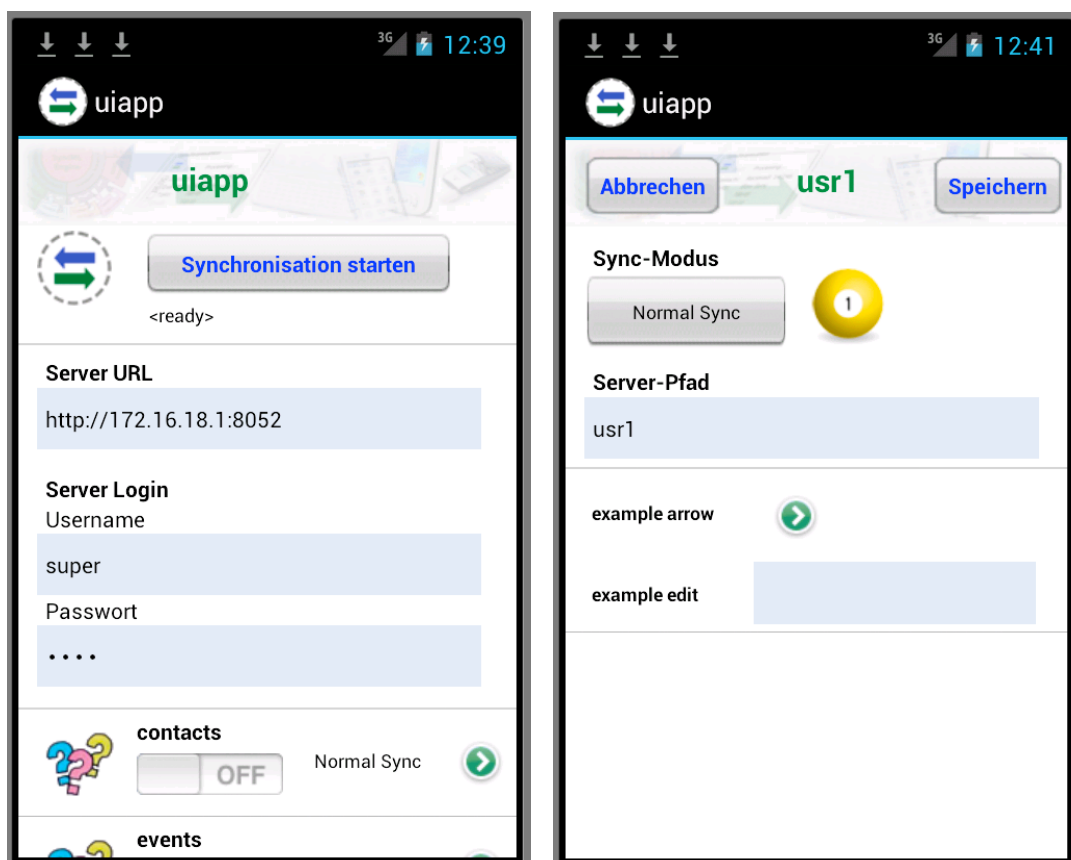 3G 12:39
uiapp
uiapp
Synchronisation starten
<ready>
Server URL
http://172.16.18.1:8052
Server Login
Username
super
Passwort
••••
contacts
OFF Normal Sync
events
3G 12:41
uiapp
Abbrechen usr1 Speichern
Sync-Modus
Normal Sync 1
Server-Pfad
usr1
example arrow
example edit